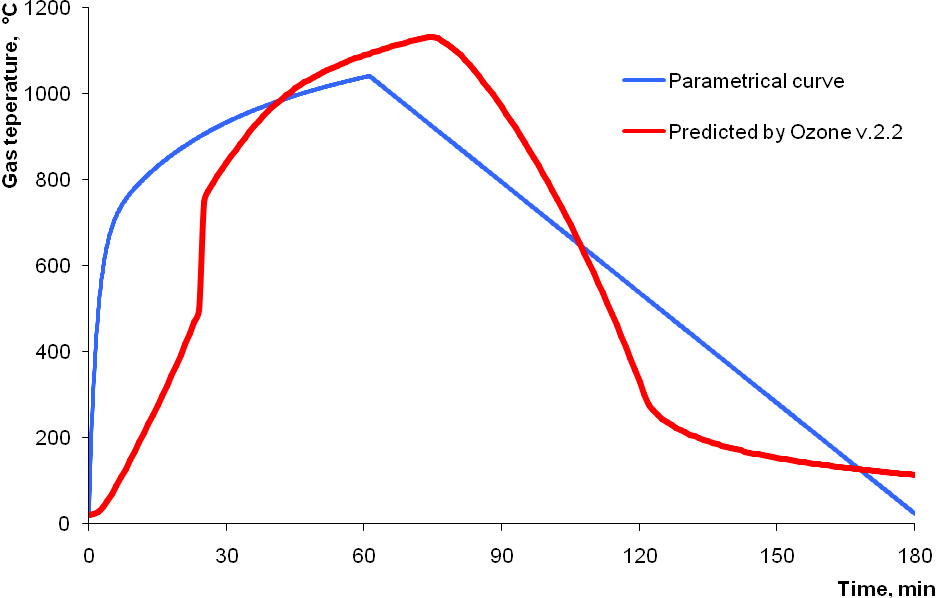 Gas teperature, °C
1200
1000
800
600
400
200
0
Parametrical curve
Predicted by Ozone v.2.2
0 30 60 90 120 150 180
Time, min